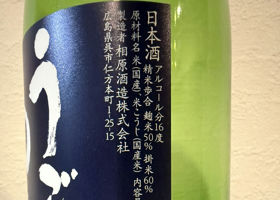 日本酒 アルコール分16度
精米歩合 麹米50% 掛米60%
原材料名 米(国産)、米こうじ(国産米) 内容量
製造者 相原酒造株式会社
広島県呉市仁方本町1-25-15
うご